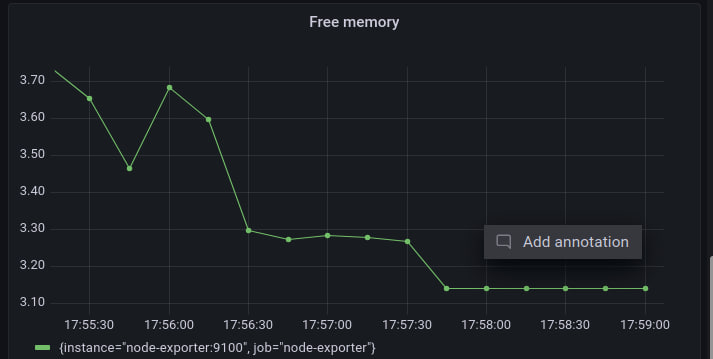 Free memory
3.70
3.60
3.50
3.40
3.30
3.20
3.10
Add annotation
17:55:30 17:56:00 17:56:30 17:57:00 17:57:30 17:58:00 17:58:30 17:59:00
{instance="node-exporter:9100", job="node-exporter"}